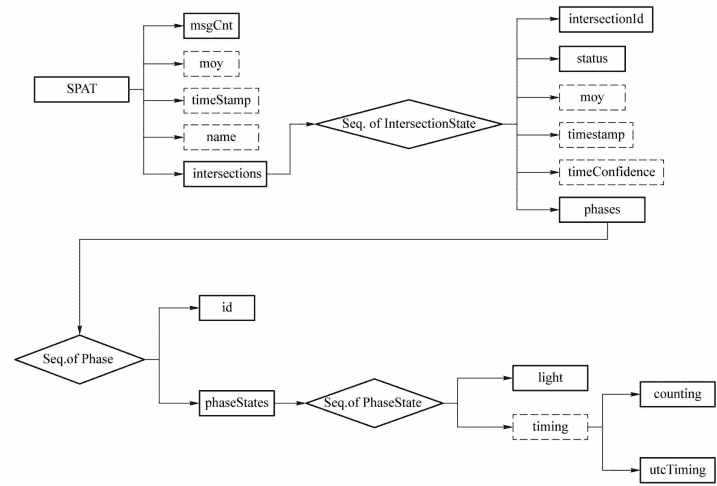 SPAT
msgCnt
moy
timeStamp
name
intersections
Seq. of IntersectionState
intersectionId
status
moy
timestamp
timeConfidence
phases
Seq.of Phase
id
phaseStates
Seq.of PhaseState
light
timing
counting
utcTiming